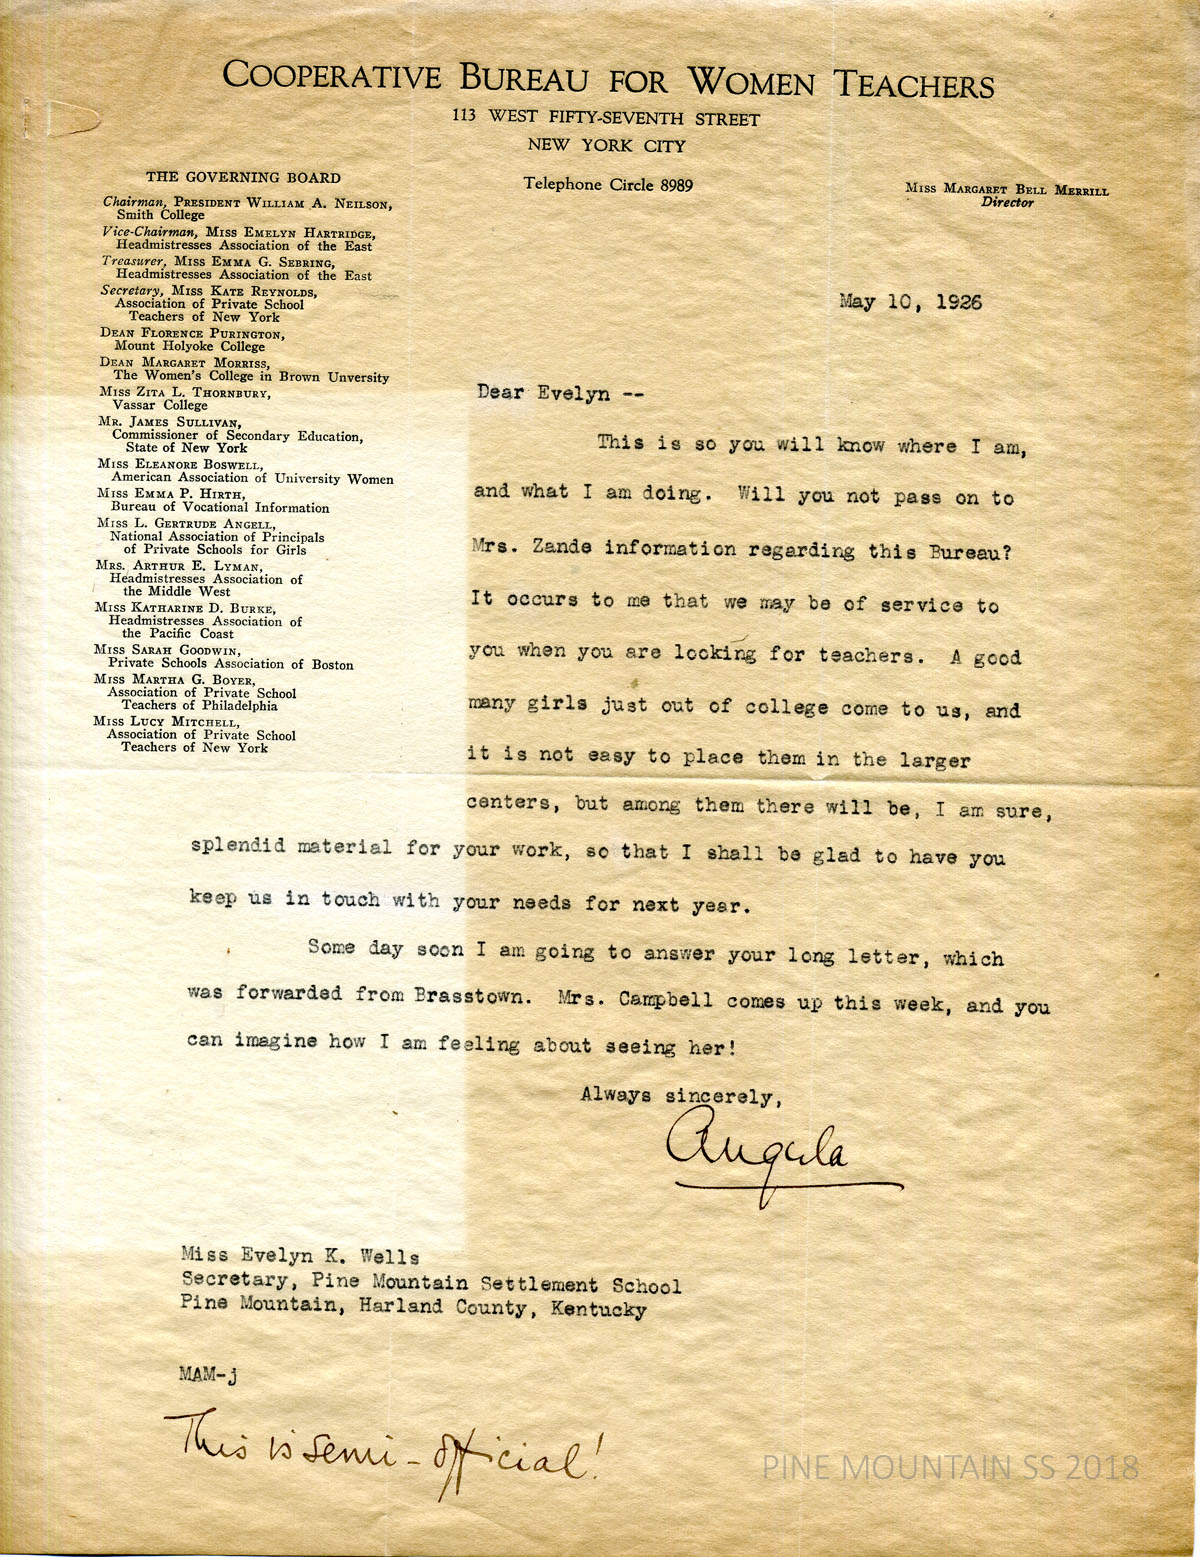 COOPERATIVE BUREAU FOR WOMEN TEACHERS
113 WEST FIFTY-SEVENTH STREET
NEW YORK CITY
Telephone Circle 8989
MISS MARGARET BELL MERRILL
Director
THE GOVERNING BOARD
Chairman, PRESIDENT WILLIAM A. NEILSON,
Smith College
Vice-Chairman, MISS EMELYN HARTRIDGE,
Headmistresses Association of the East
Treasurer, MISS EMMA G. SEBRING,
Headmistresses Association of the East
Secretary, MISS KATE REYNOLDS,
Association of Private School
Teachers of New York
DEAN FLORENCE PURINGTON,
Mount Holyoke College
DEAN MARGARET MORRISS,
The Women's College in Brown Unversity
MISS ZITA L. THORNBURY,
Vassar College
MR. JAMES SULLIVAN,
Commissioner of Secondary Education,
State of New York
MISS ELEANORE BOSWELL,
American Association of University Women
MISS EMMA P. HIRTH,
Bureau of Vocational Information
MISS L. GERTRUDE ANGELL,
National Association of Principals
of Private Schools for Girls
MRS. ARTHUR E. LYMAN,
Headmistresses Association of
the Middle West
MISS KATHARINE D. BURKE,
Headmistresses Association of
the Pacific Coast
MISS SARAH GOODWIN,
Private Schools Association of Boston
MISS MARTHA G. BOYER,
Association of Private School
Teachers of Philadelphia
MISS LUCY MITCHELL,
Association of Private School
Teachers of New York
May 10, 1926
Dear Evelyn --
This is so you will know where I am,
and what I am doing. Will you not pass on to
Mrs. Zande information regarding this Bureau?
It occurs to me that we may be of service to
you when you are looking for teachers. A good
many girls just out of college come to us, and
it is not easy to place them in the larger
centers, but among them there will be, I am sure,
splendid material for your work, so that I shall be glad to have you
keep us in touch with your needs for next year.
Some day soon I am going to answer your long letter, which
was forwarded from Brasstown. Mrs. Campbell comes up this week, and you
can imagine how I am feeling about seeing her!
Always sincerely,
Angela
Miss Evelyn K. Wells
Secretary, Pine Mountain Settlement School
Pine Mountain, Harland County, Kentucky
MAM-j
This is semi-official!
PINE MOUNTAIN SS 2018